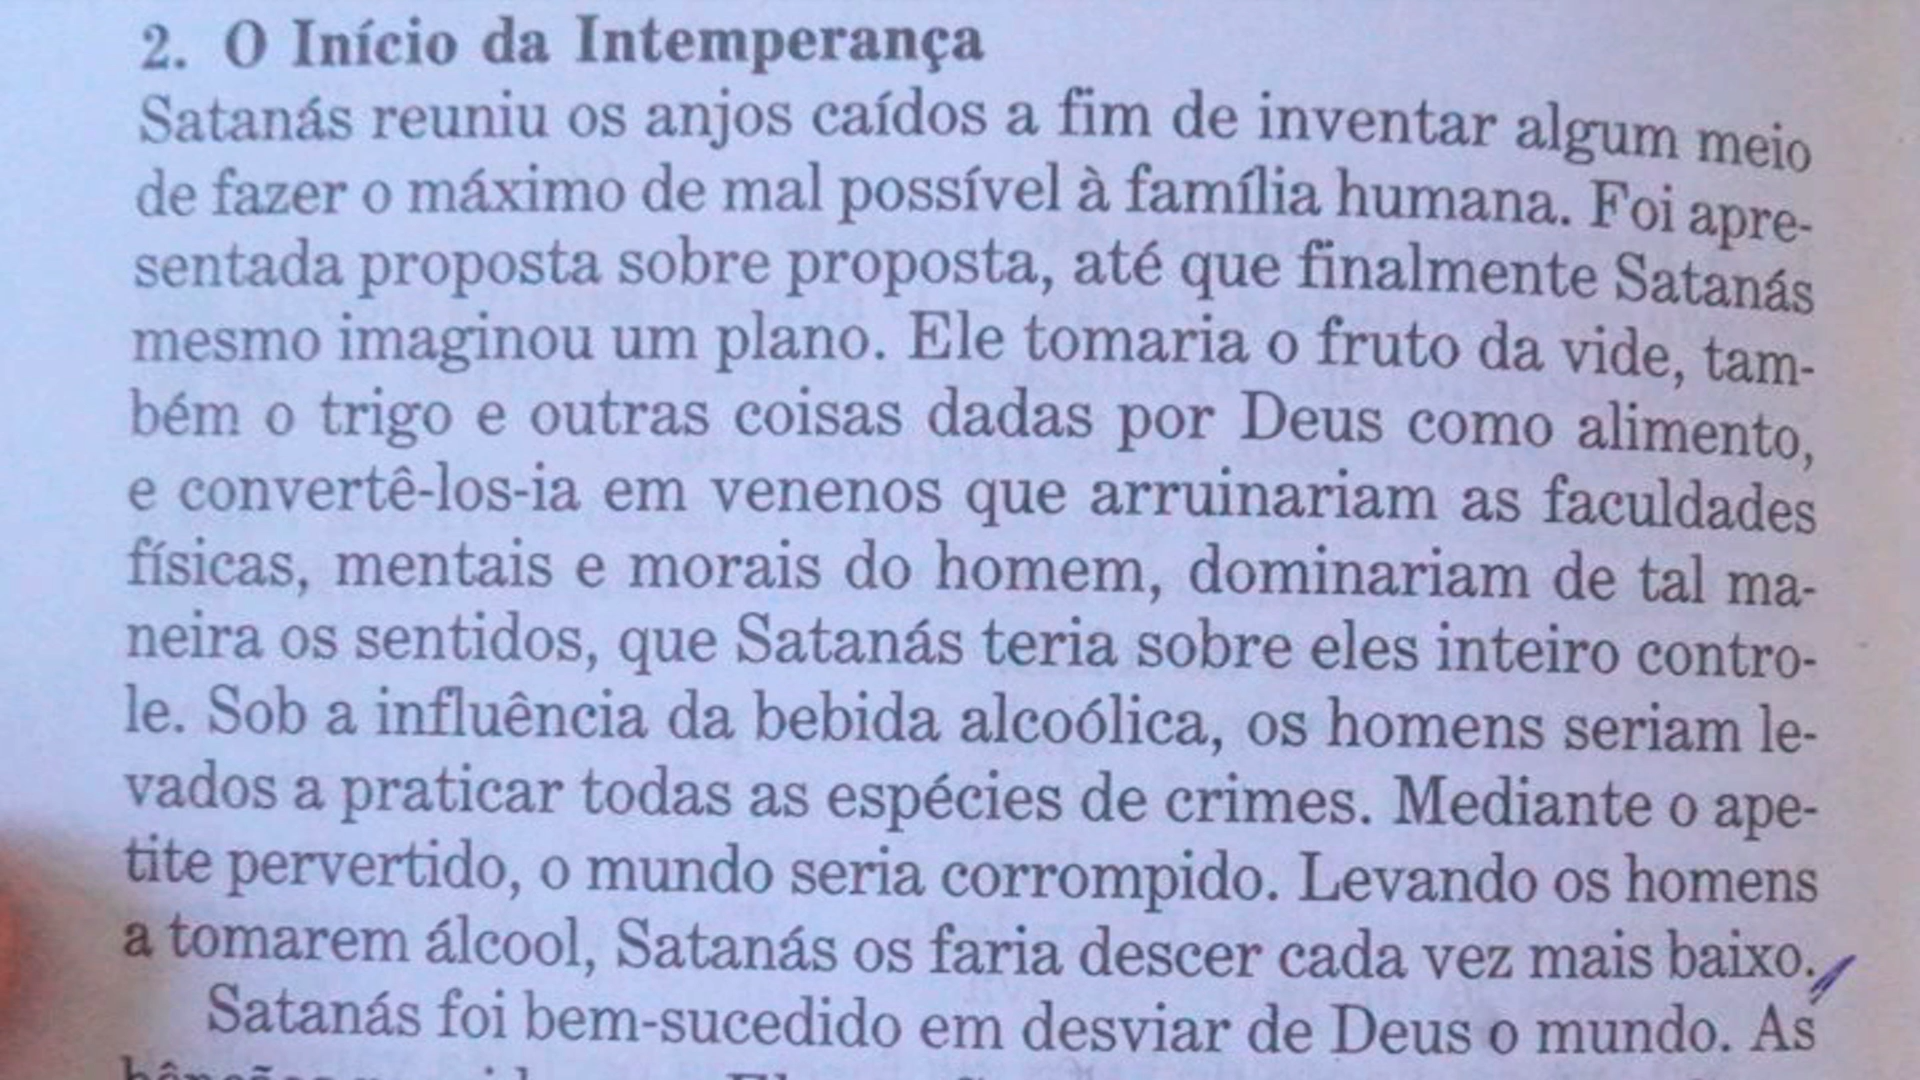 2. O Início da Intemperança
Satanás reuniu os anjos caídos a fim de inventar algum meio
de fazer o máximo de mal possível à família humana. Foi apre-
sentada proposta sobre proposta, até que finalmente Satanás
mesmo imaginou um plano. Ele tomaria o fruto da vide, tam-
bém o trigo e outras coisas dadas por Deus como alimento,
e convertê-los-ia em venenos que arruinariam as faculdades
físicas, mentais e morais do homem, dominariam de tal ma-
neira os sentidos, que Satanás teria sobre eles inteiro contro-
le. Sob a influência da bebida alcoólica, os homens seriam le-
vados a praticar todas as espécies de crimes. Mediante o ape-
tite pervertido, o mundo seria corrompido. Levando os homens
a tomarem álcool, Satanás os faria descer cada vez mais baixo.
Satanás foi bem-sucedido em desviar de Deus o mundo. As